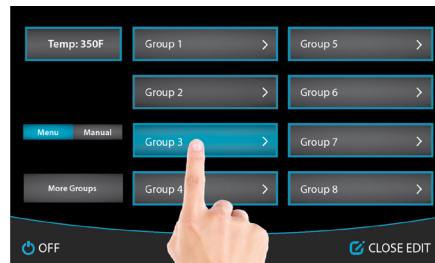 Temp: 350F
Group 1
Group 5
Group 2
Group 6
Menu Manual
Group 3
Group 7
More Groups
Group 4
Group 8
OFF
CLOSE EDIT